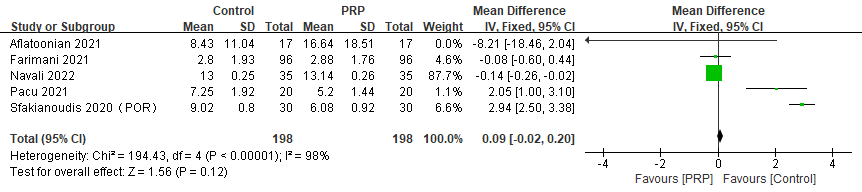 Control PRP Mean Difference Mean Difference
Study or Subgroup Mean SD Total Mean SD Total Weight IV, Fixed, 95% CI IV, Fixed, 95% CI
Aflatoonian 2021 8.43 11.04 17 16.64 18.51 17 0.0% -8.21 [-18.46, 2.04]
Farimani 2021 2.8 1.93 96 2.88 1.76 96 4.6% -0.08 [-0.60, 0.44]
Navali 2022 13 0.25 35 13.14 0.26 35 87.7% -0.14 [-0.26, -0.02]
Pacu 2021 7.25 1.92 20 5.2 1.44 20 1.1% 2.05 [1.00, 3.10]
Sfakianoudis 2020（POR） 9.02 0.8 30 6.08 0.92 30 6.6% 2.94 [2.50, 3.38]
Total (95% CI) 198 198 100.0% 0.09 [-0.02, 0.20]
Heterogeneity: Chi² = 194.43, df = 4 (P < 0.00001); I² = 98%
Test for overall effect: Z = 1.56 (P = 0.12)
-4 -2 0 2 4
Favours [PRP] Favours [Control]